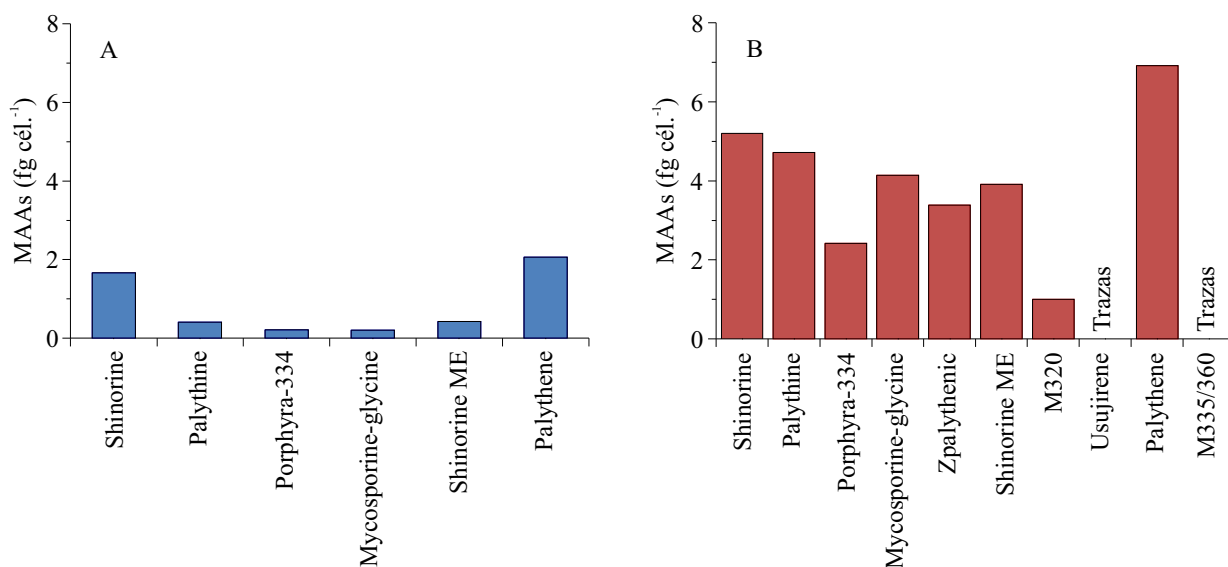 A
MAAs (fg cél.⁻¹)
8
6
4
2
0
Shinorine
Palythine
Porphyra-334
Mycosporine-glycine
Shinorine ME
Palythene
B
MAAs (fg cél.⁻¹)
8
6
4
2
0
Trazas
Trazas
Shinorine
Palythine
Porphyra-334
Mycosporine-glycine
Zpalythenic
Shinorine ME
M320
Usujirene
Palythene
M335/360